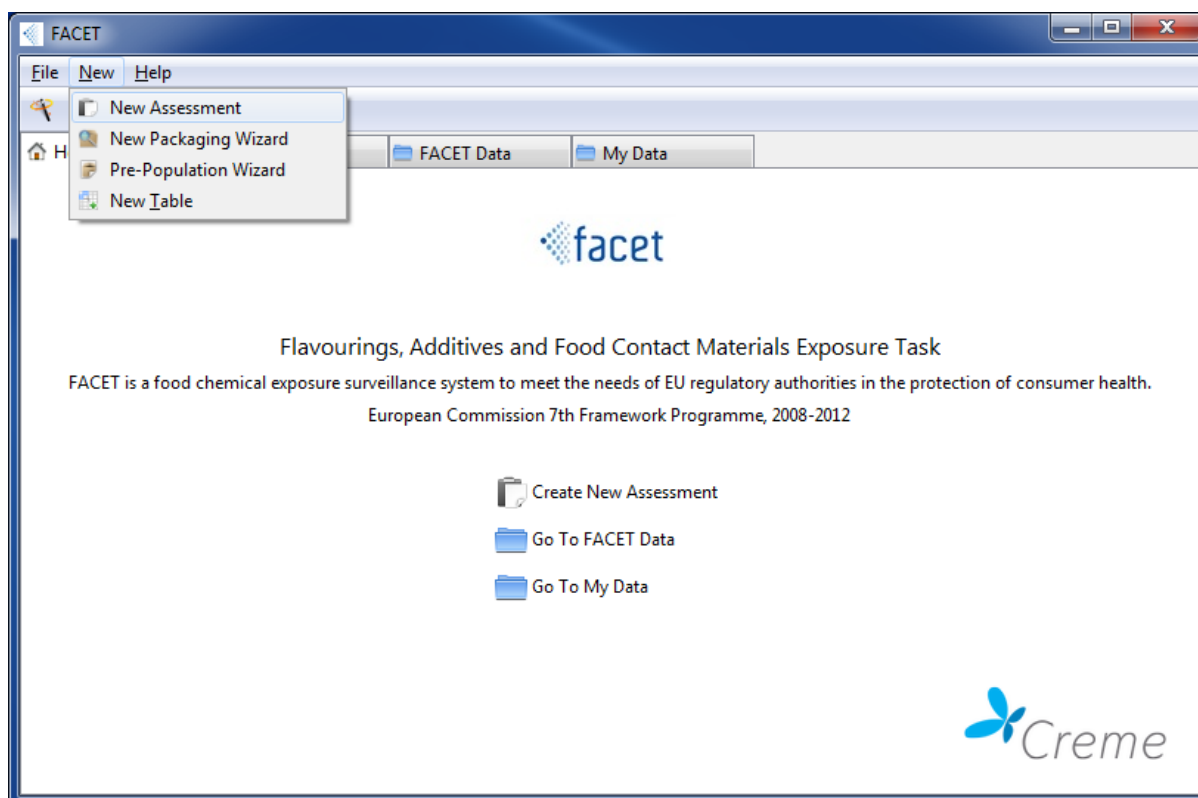 FACET
File New Help
New Assessment
New Packaging Wizard
Pre-Population Wizard
New Table
H
FACET Data
My Data
facet
Flavourings, Additives and Food Contact Materials Exposure Task
FACET is a food chemical exposure surveillance system to meet the needs of EU regulatory authorities in the protection of consumer health.
European Commission 7th Framework Programme, 2008-2012
Create New Assessment
Go To FACET Data
Go To My Data
Creme